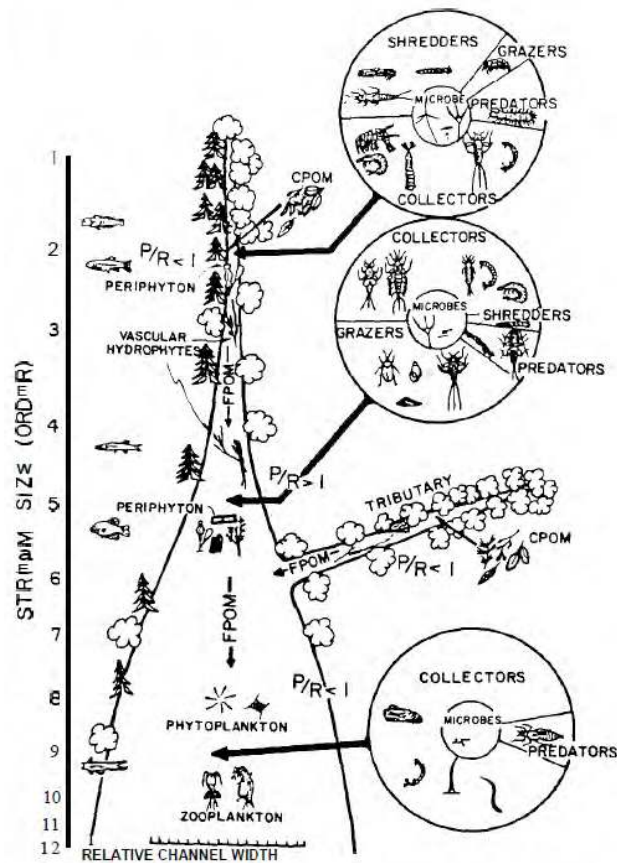 SHREDDERS
GRAZERS
MICROBE
PREDATORS
COLLECTORS
1
CPOM
2
P/R < 1
PERIPHYTON
COLLECTORS
MICROBES
SHREDDERS
GRAZERS
PREDATORS
3
VASCULAR
HYDROPHYTES
FPOM
4
P/R > 1
5
PERIPHYTON
TRIBUTARY
CPOM
FPOM
P/R < 1
6
FPOM
7
P/R < 1
8
PHYTOPLANKTON
COLLECTORS
MICROBES
PREDATORS
9
ZOOPLANKTON
10
11
12
RELATIVE CHANNEL WIDTH